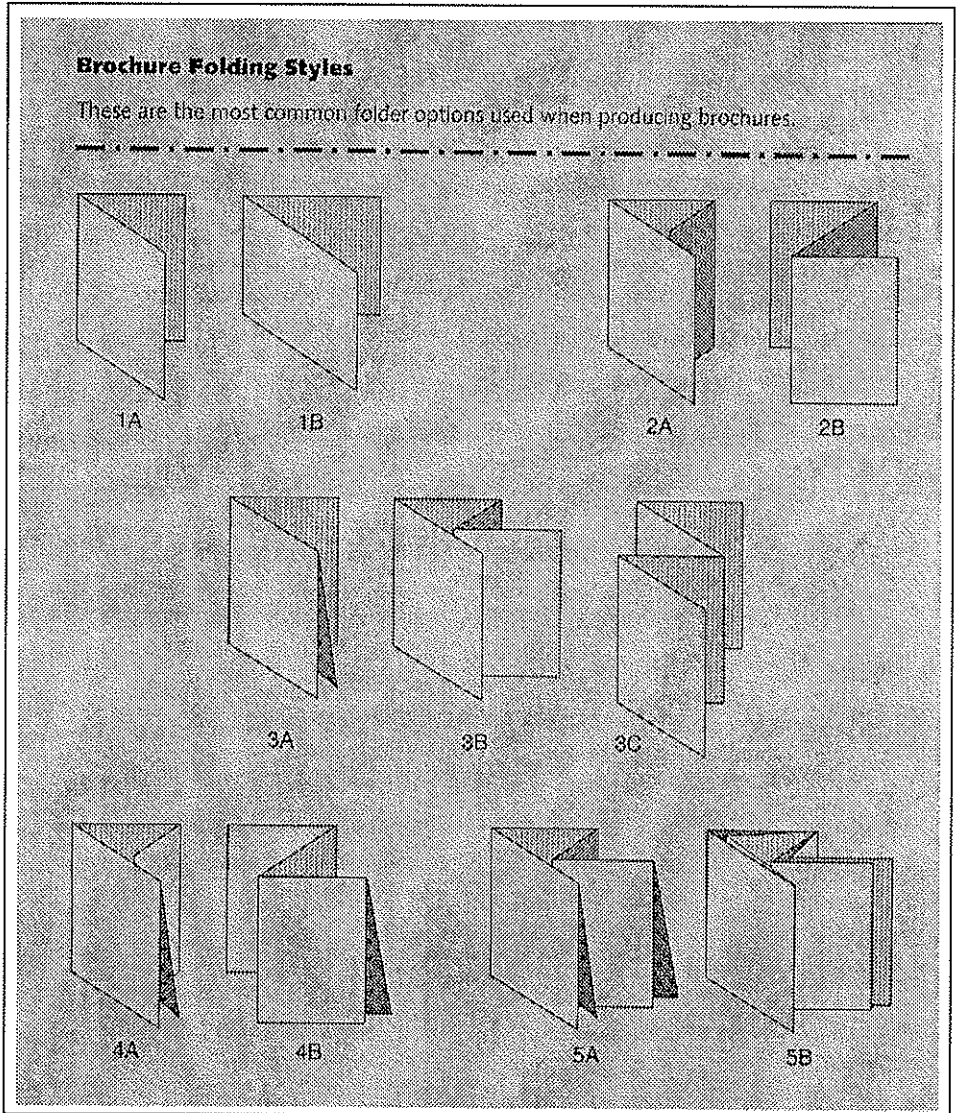 Brochure Folding Styles
These are the most common folder options used when producing brochures.
1A 1B 2A 2B
3A 3B 3C
4A 4B 5A 5B